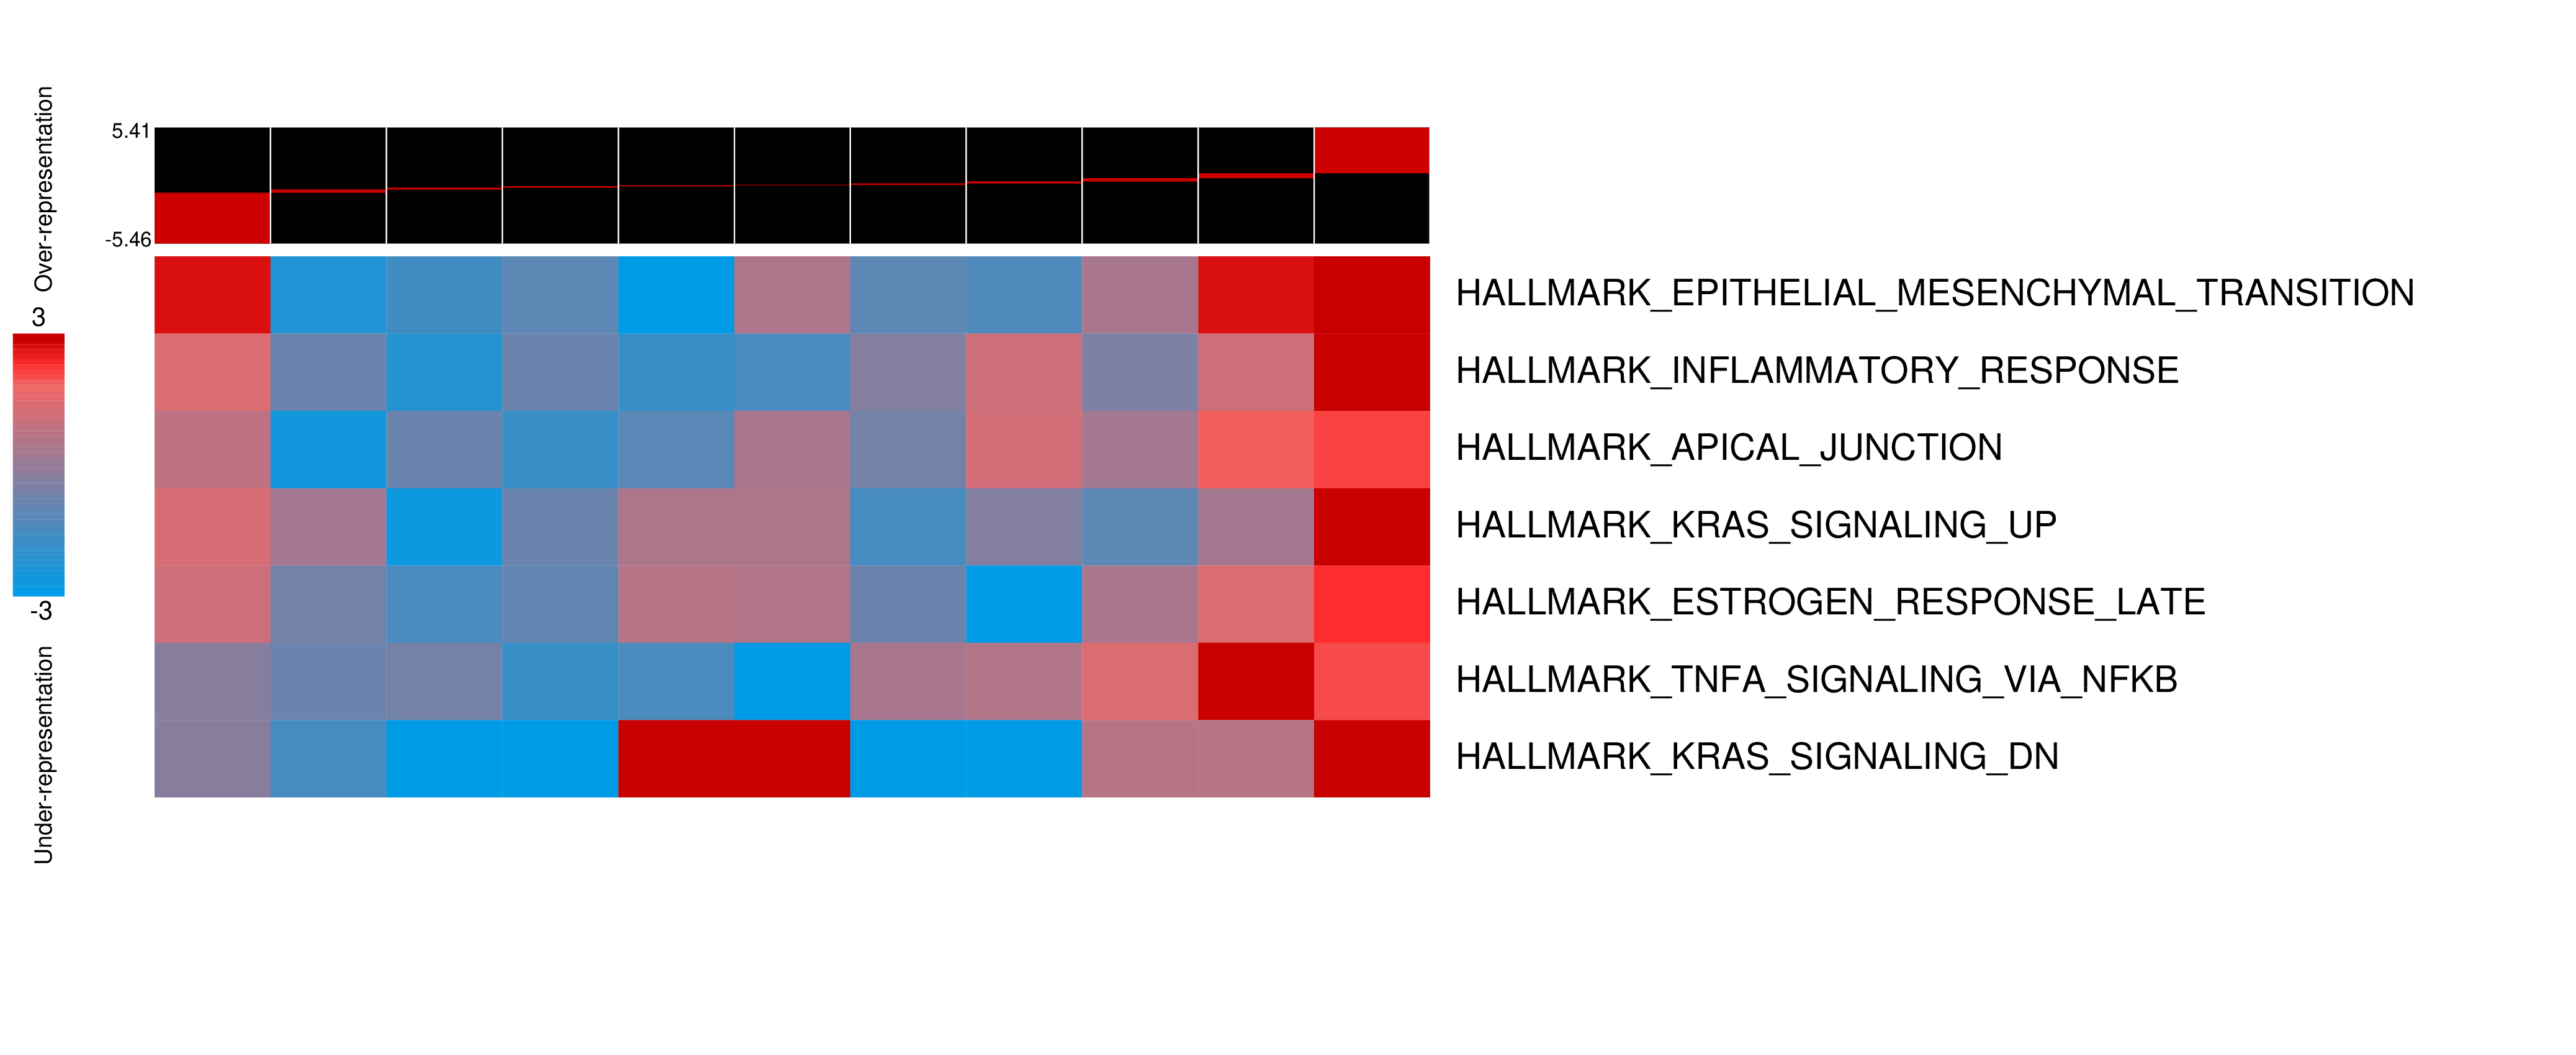 Over-representation
3
-3
Under-representation
5.41
-5.46
HALLMARK_EPITHELIAL_MESENCHYMAL_TRANSITION
HALLMARK_INFLAMMATORY_RESPONSE
HALLMARK_APICAL_JUNCTION
HALLMARK_KRAS_SIGNALING_UP
HALLMARK_ESTROGEN_RESPONSE_LATE
HALLMARK_TNFA_SIGNALING_VIA_NFKB
HALLMARK_KRAS_SIGNALING_DN